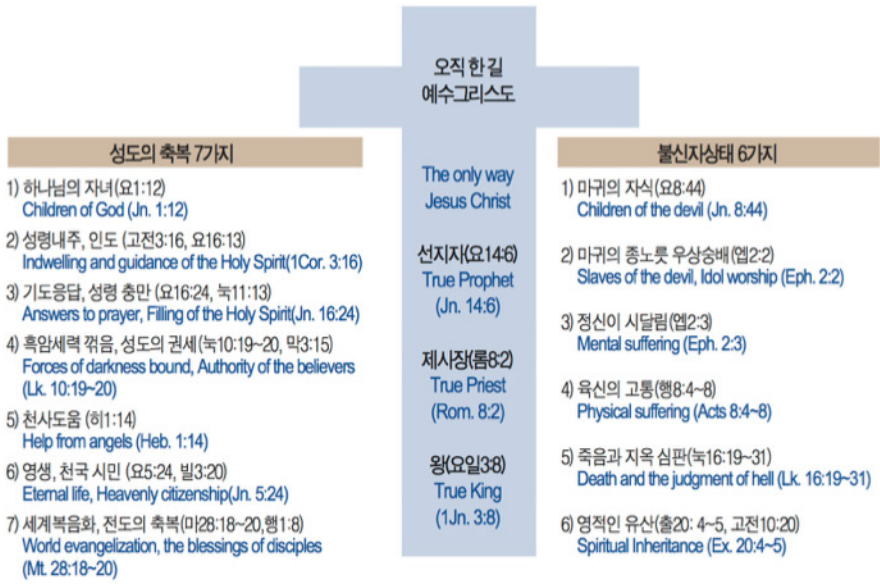 오직 한 길
예수그리스도
The only way
Jesus Christ
선지자(요14:6)
True Prophet
(Jn. 14:6)
제사장(롬8:2)
True Priest
(Rom. 8:2)
왕(요일3:8)
True King
(1Jn. 3:8)
성도의 축복 7가지
1) 하나님의 자녀(요1:12)
Children of God (Jn. 1:12)
2) 성령내주, 인도 (고전3:16, 요16:13)
Indwelling and guidance of the Holy Spirit(1Cor. 3:16)
3) 기도응답, 성령 충만 (요16:24, 눅11:13)
Answers to prayer, Filling of the Holy Spirit(Jn. 16:24)
4) 흑암세력 꺾음, 성도의 권세(눅10:19~20, 막3:15)
Forces of darkness bound, Authority of the believers
(Lk. 10:19~20)
5) 천사도움 (히1:14)
Help from angels (Heb. 1:14)
6) 영생, 천국 시민 (요5:24, 빌3:20)
Eternal life, Heavenly citizenship(Jn. 5:24)
7) 세계복음화, 전도의 축복(마28:18~20,행1:8)
World evangelization, the blessings of disciples
(Mt. 28:18~20)
불신자상태 6가지
1) 마귀의 자식(요8:44)
Children of the devil (Jn. 8:44)
2) 마귀의 종노릇 우상숭배(엡2:2)
Slaves of the devil, Idol worship (Eph. 2:2)
3) 정신이 시달림(엡2:3)
Mental suffering (Eph. 2:3)
4) 육신의 고통(행8:4~8)
Physical suffering (Acts 8:4~8)
5) 죽음과 지옥 심판(눅16:19~31)
Death and the judgment of hell (Lk. 16:19~31)
6) 영적인 유산(출20: 4~5, 고전10:20)
Spiritual Inheritance (Ex. 20:4~5)